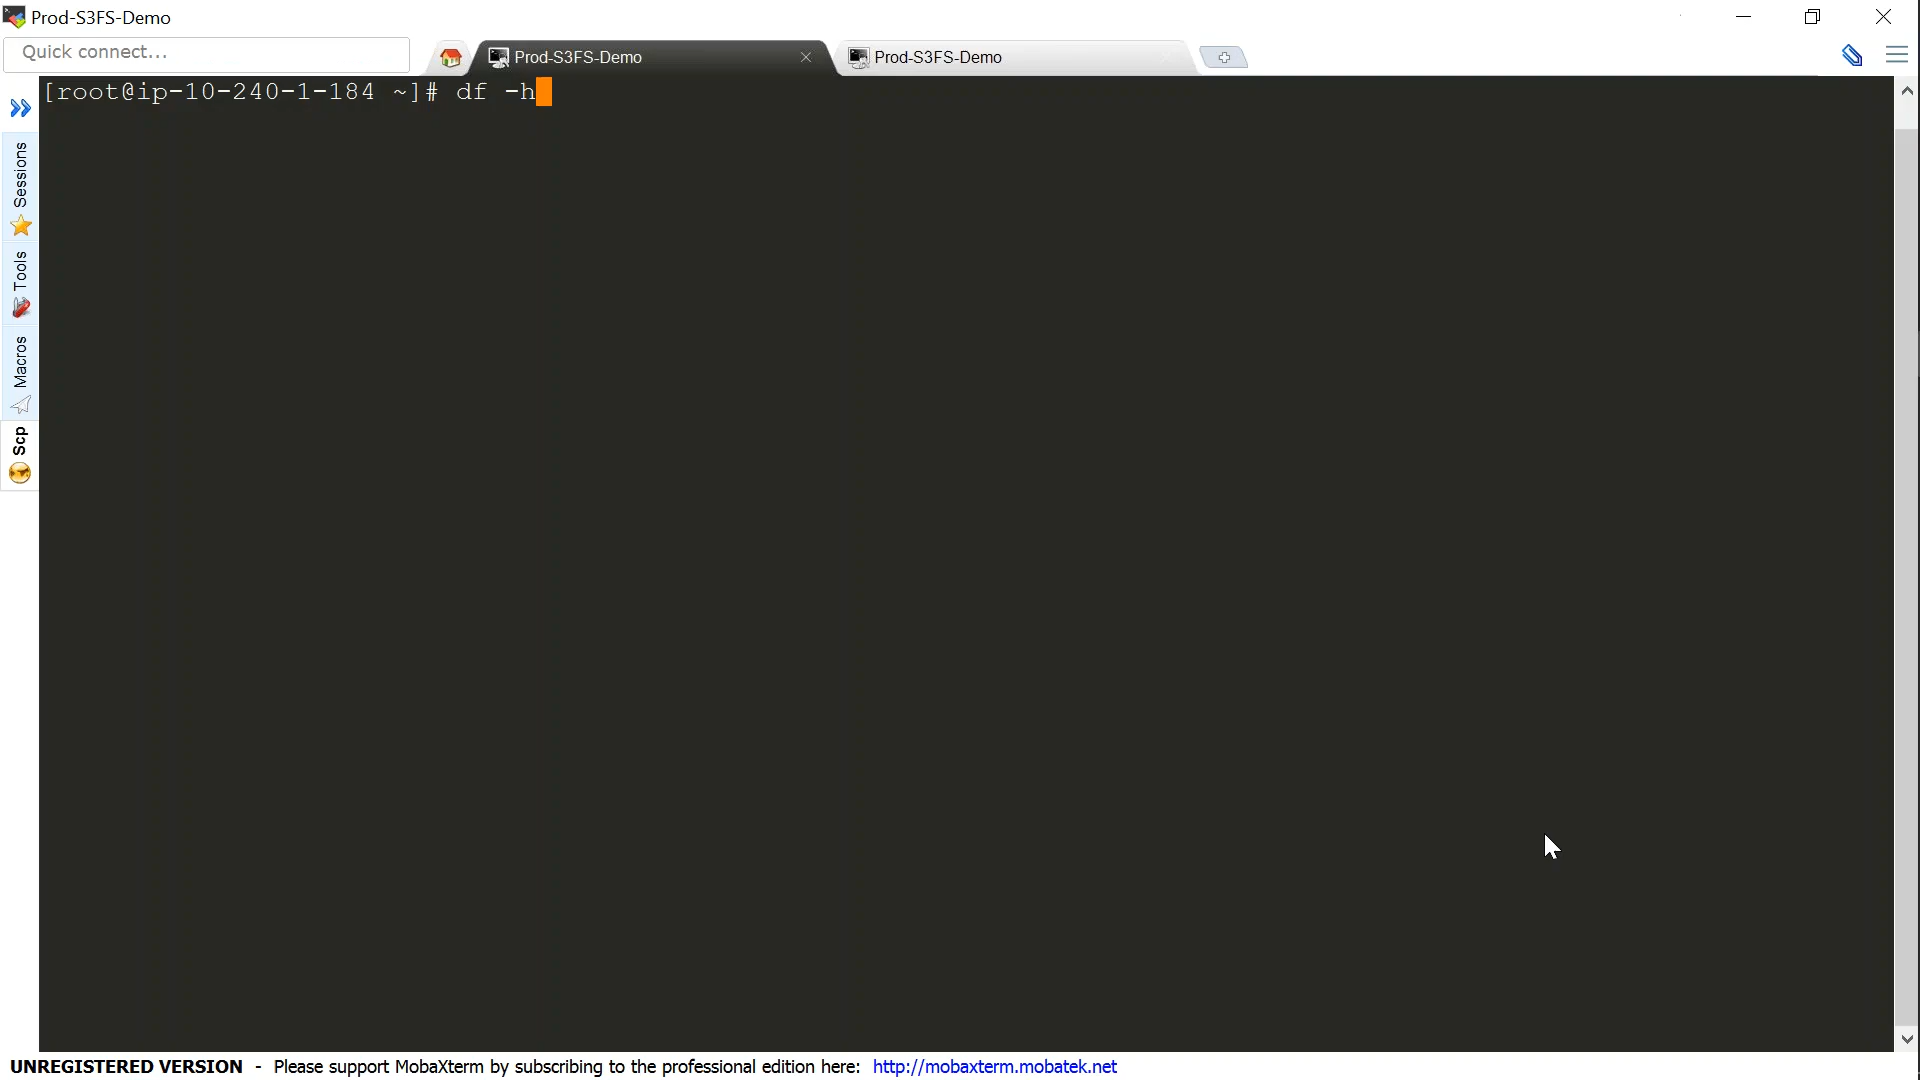 Prod-S3FS-Demo
Quick connect...
Prod-S3FS-Demo
Prod-S3FS-Demo
[root@ip-10-240-1-184 ~]# df -h
Sessions
Tools
Macros
Scp
UNREGISTERED VERSION - Please support MobaXterm by subscribing to the professional edition here: http://mobaxterm.mobatek.net